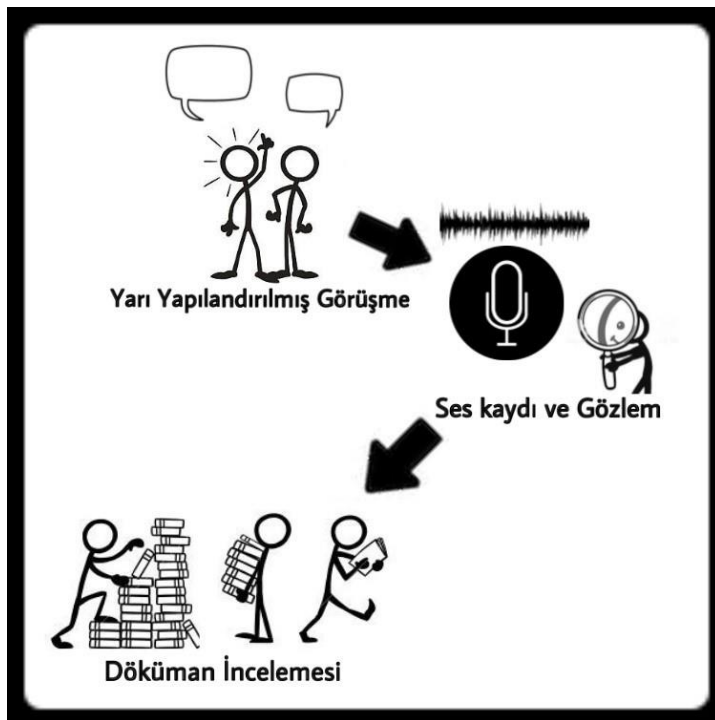 Yarı Yapılandırılmış Görüşme
Ses kaydı ve Gözlem
Döküman İncelemesi